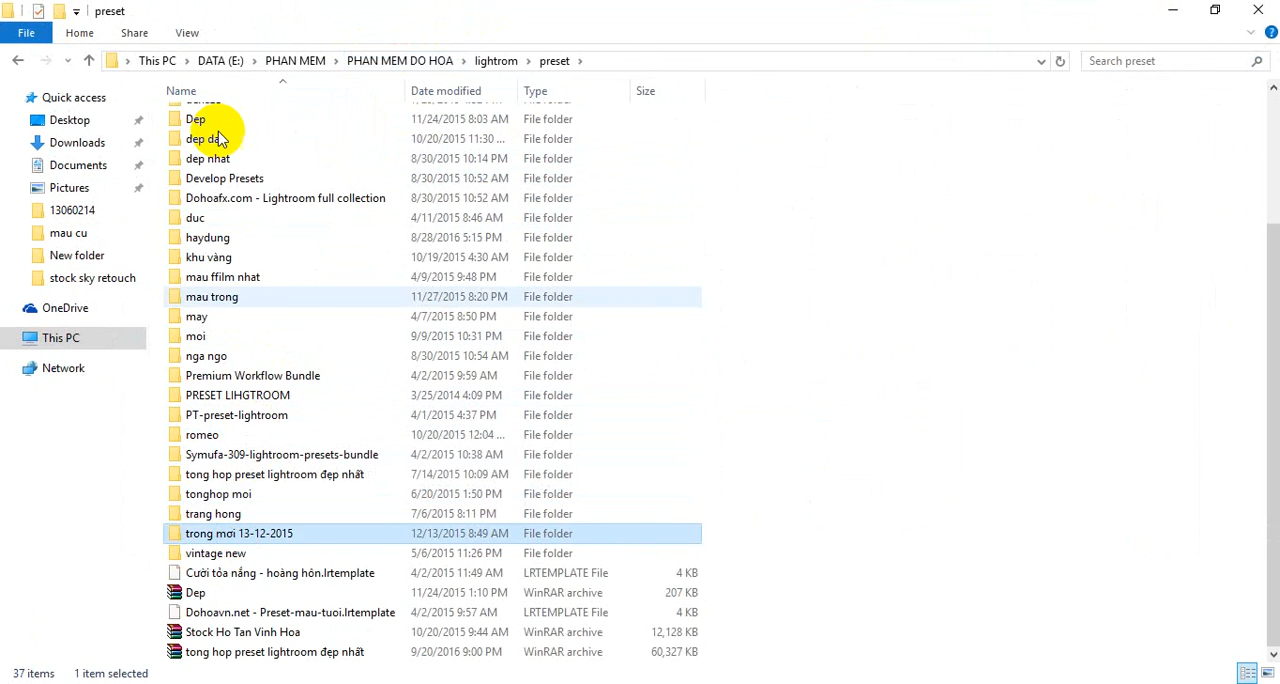 preset
File Home Share View
This PC DATA (E:) PHAN MEM PHAN MEM DO HOA lightrom preset Search preset
Name Date modified Type Size
Quick access
Desktop
Downloads
Documents
Pictures
13060214
mau cu
New folder
stock sky retouch
OneDrive
This PC
Network
Dep 11/24/2015 8:03 AM File folder
dep 10/20/2015 11:30 ... File folder
dep nhat 8/30/2015 10:14 PM File folder
Develop Presets 8/30/2015 10:52 AM File folder
Dohoafx.com - Lightroom full collection 8/30/2015 10:52 AM File folder
duc 4/11/2015 8:46 AM File folder
haydung 8/28/2016 5:15 PM File folder
khu vàng 10/19/2015 4:30 AM File folder
mau ffilm nhat 4/9/2015 9:48 PM File folder
mau trong 11/27/2015 8:20 PM File folder
may 4/7/2015 8:50 PM File folder
moi 9/9/2015 10:31 PM File folder
nga ngo 8/30/2015 10:54 AM File folder
Premium Workflow Bundle 4/2/2015 9:59 AM File folder
PRESET LIHGTROOM 3/25/2014 4:09 PM File folder
PT-preset-lightroom 4/1/2015 4:37 PM File folder
romeo 10/20/2015 12:04 ... File folder
Symufa-309-lightroom-presets-bundle 4/2/2015 10:38 AM File folder
tong hop preset lightroom đẹp nhất 7/14/2015 10:09 AM File folder
tonghop moi 6/20/2015 1:50 PM File folder
trang hong 7/6/2015 8:11 PM File folder
trong mơi 13-12-2015 12/13/2015 8:49 AM File folder
vintage new 5/6/2015 11:26 PM File folder
Cưởi tỏa nắng - hoàng hôn.lrtemplate 4/2/2015 11:49 AM LRTEMPLATE File 4 KB
Dep 11/24/2015 1:10 PM WinRAR archive 207 KB
Dohoavn.net - Preset-mau-tuoi.lrtemplate 4/2/2015 9:57 AM LRTEMPLATE File 4 KB
Stock Ho Tan Vinh Hoa 10/20/2015 9:44 AM WinRAR archive 12,128 KB
tong hop preset lightroom đẹp nhất 9/20/2016 9:00 PM WinRAR archive 60,327 KB
37 items 1 item selected